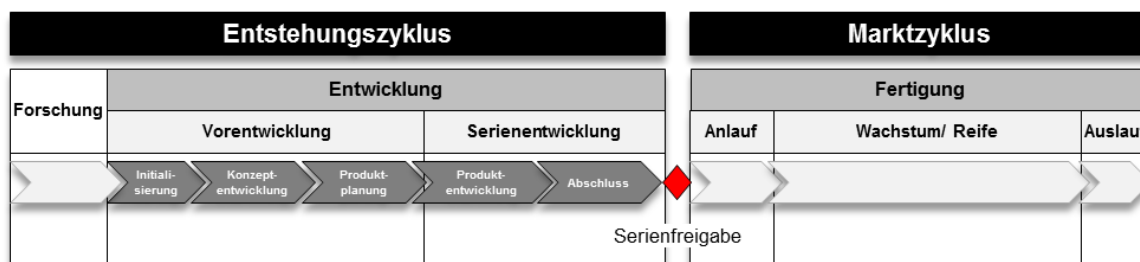 Entstehungszyklus
Marktzyklus
Forschung
Entwicklung
Fertigung
Vorentwicklung
Serienentwicklung
Anlauf
Wachstum/ Reife
Auslauf
Initiali-
sierung
Konzept-
entwicklung
Produkt-
planung
Produkt-
entwicklung
Abschluss
Serienfreigabe